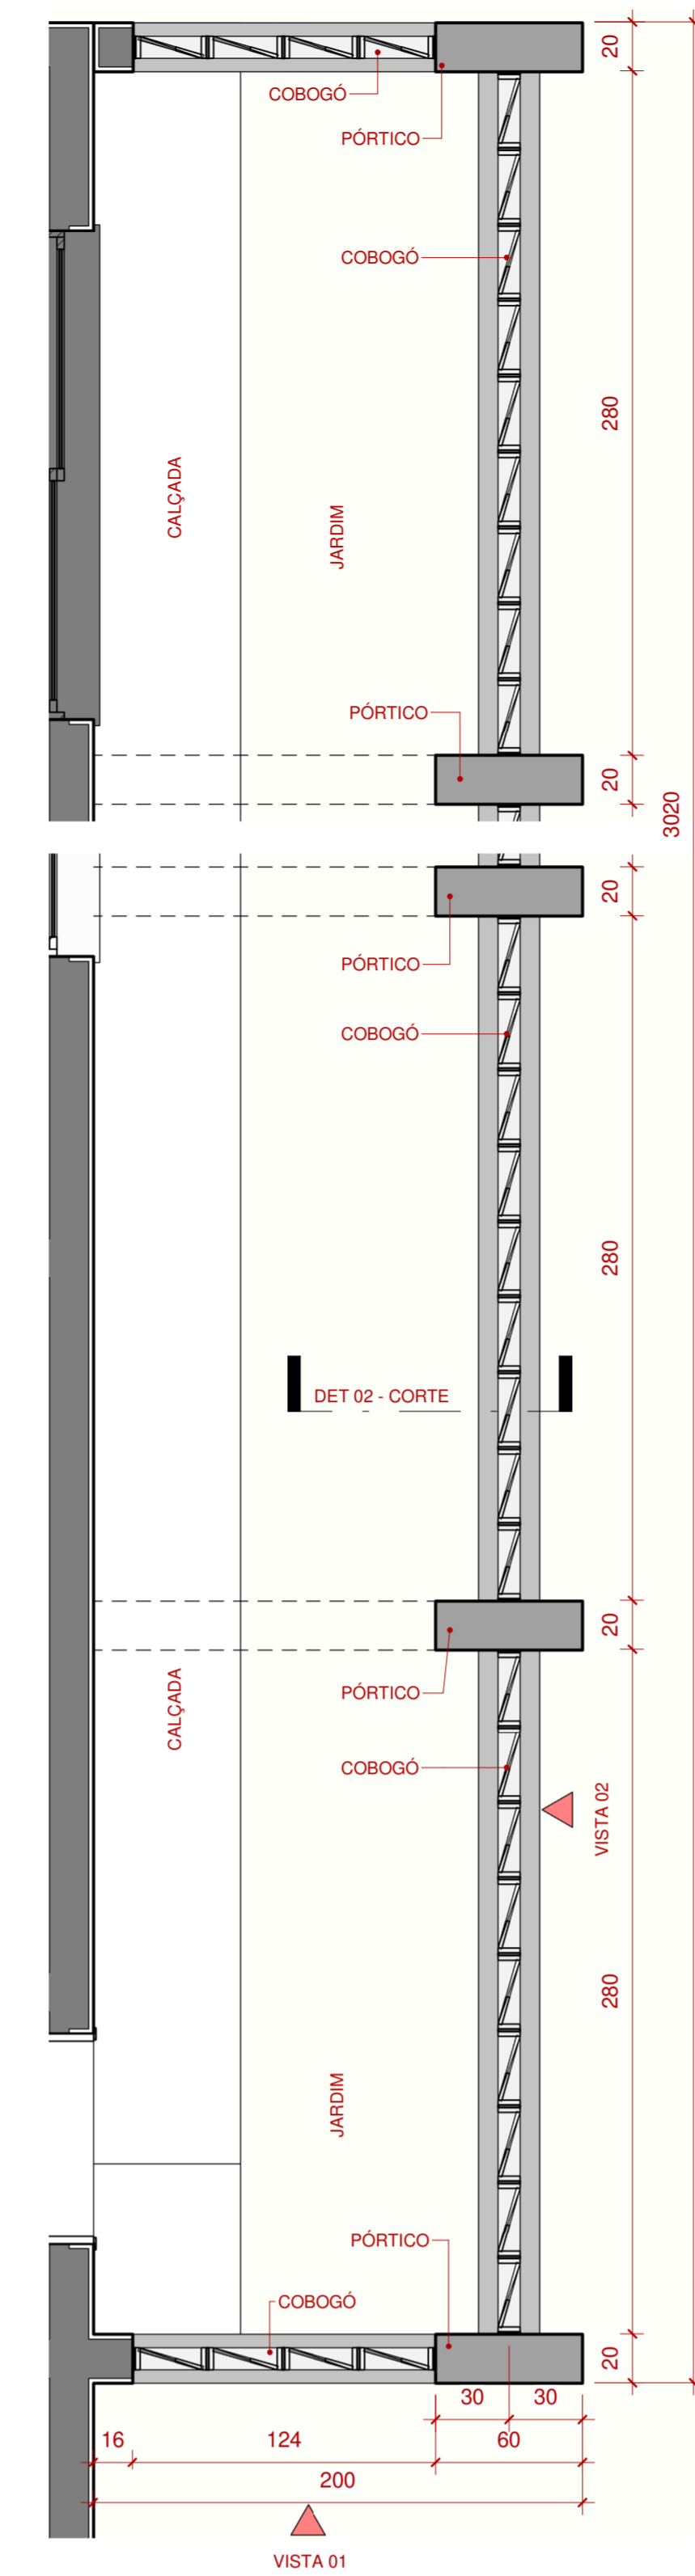 20
COBOGÓ
PÓRTICO
COBOGÓ
280
CALÇADA
JARDIM
PÓRTICO
20
3020
20
PÓRTICO
COBOGÓ
280
DET 02 - CORTE
20
CALÇADA
PÓRTICO
COBOGÓ
VISTA 02
280
JARDIM
PÓRTICO
COBOGÓ
20
30
30
16
124
60
200
VISTA 01